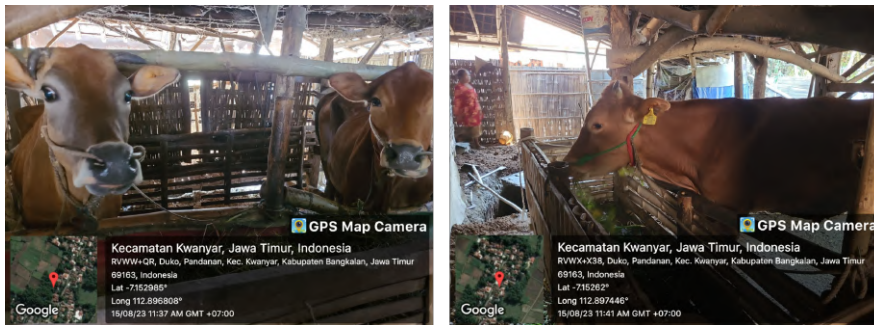 GPS Map Camera
Kecamatan Kwanyar, Jawa Timur, Indonesia
RVWW+QR, Duko, Pandanan, Kec. Kwanyar, Kabupaten Bangkalan, Jawa Timur
69163, Indonesia
Lat -7.152985°
Long 112.896808°
15/08/23 11:37 AM GMT +07:00
Google
GPS Map Camera
Kecamatan Kwanyar, Jawa Timur, Indonesia
RVWX+X38, Duko, Pandanan, Kec. Kwanyar, Kabupaten Bangkalan, Jawa Timur
69163, Indonesia
Lat -7.15262°
Long 112.897446°
15/08/23 11:41 AM GMT +07:00
Google